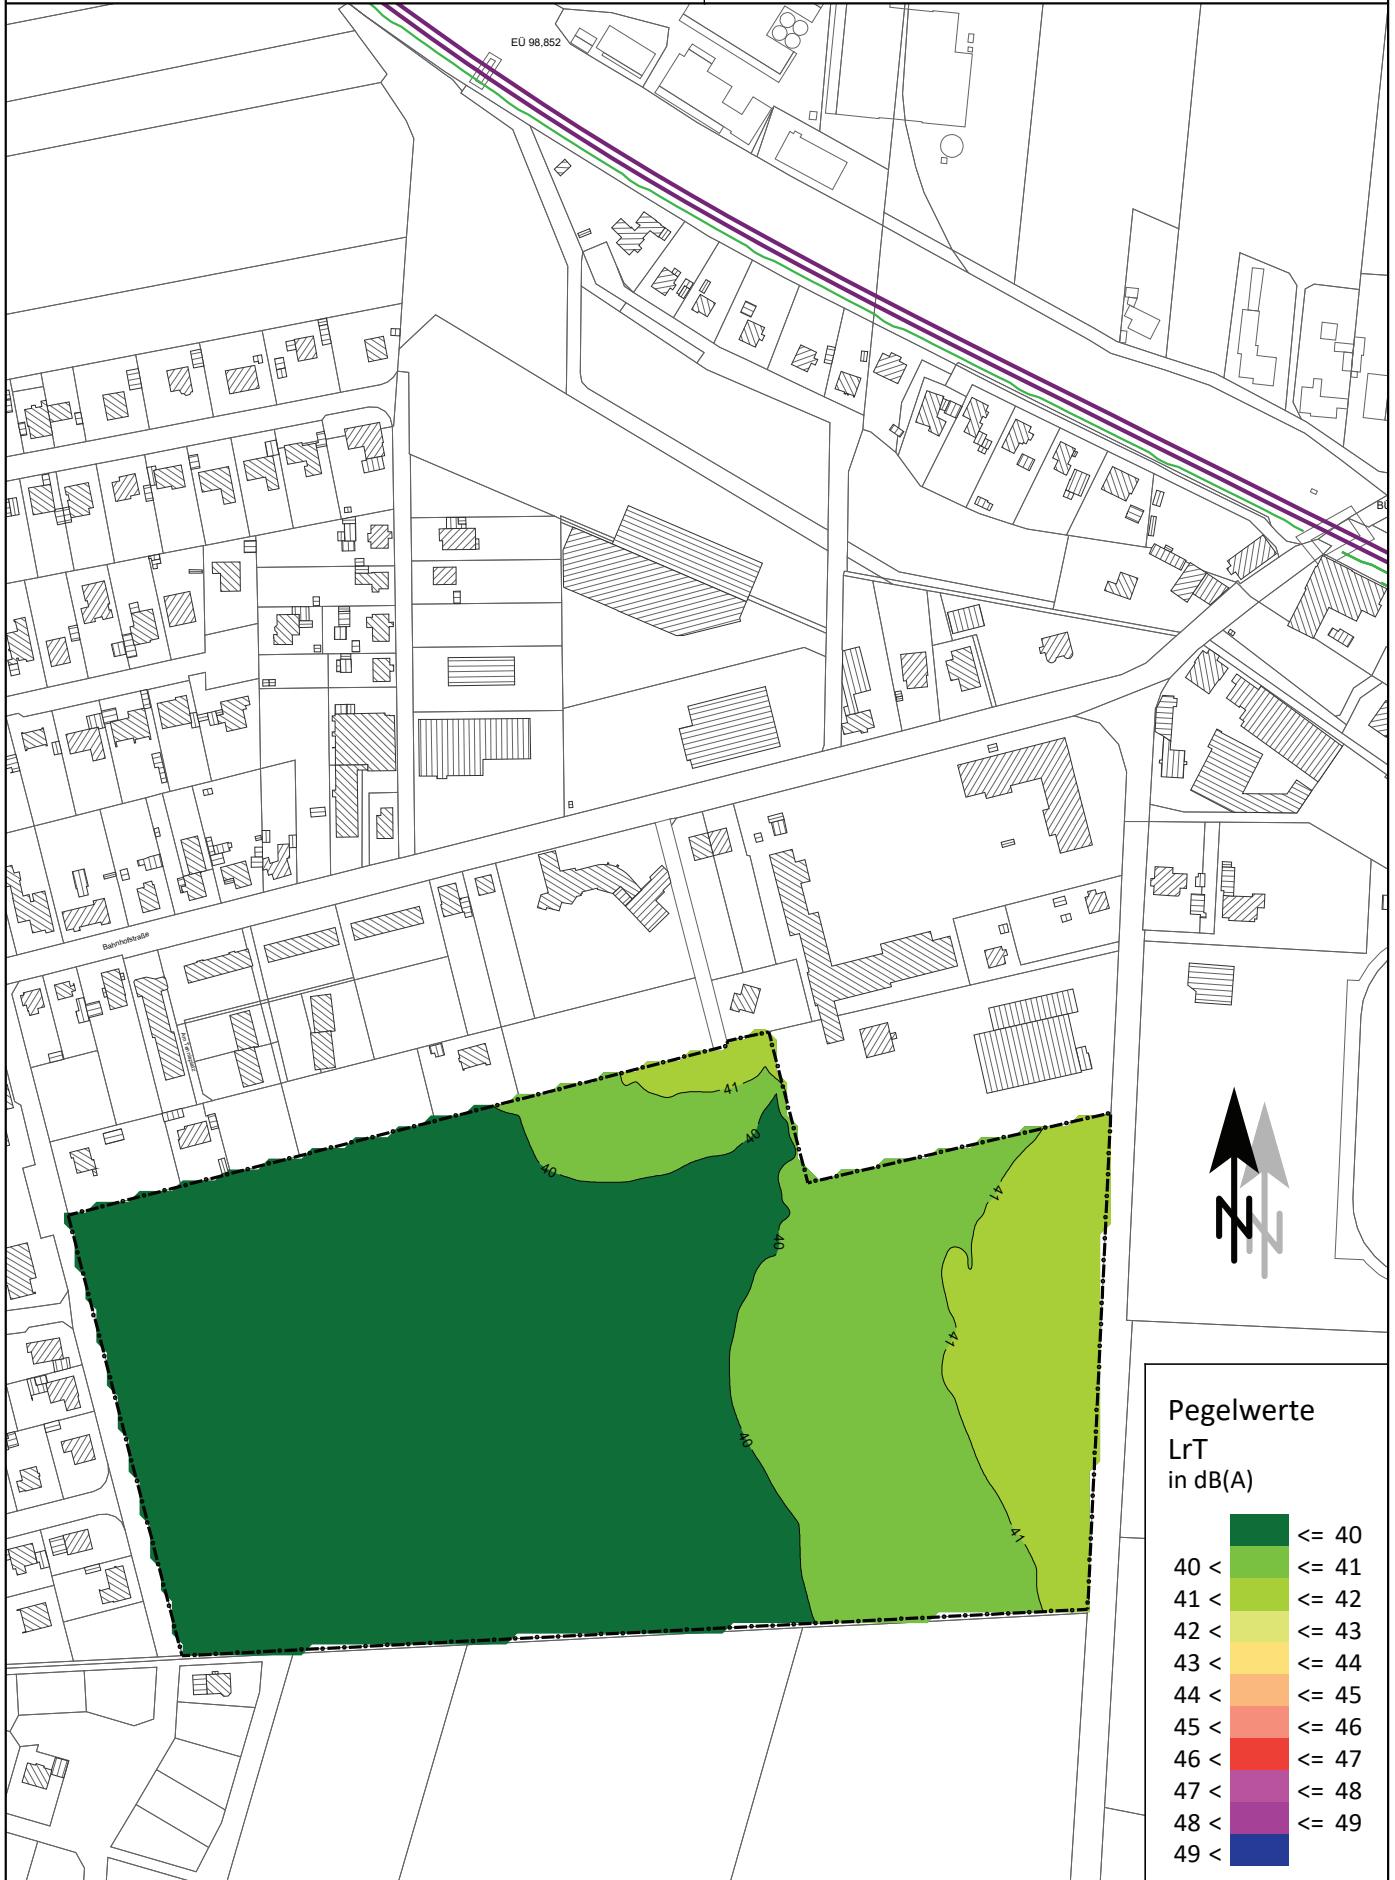 EÜ 98,852
BÜ
Bahnhofstraße
41
40
40
41
40
41
40
41
N
Pegelwerte
LrT
in dB(A)
<= 40
40 < <= 41
41 < <= 42
42 < <= 43
43 < <= 44
44 < <= 45
45 < <= 46
46 < <= 47
47 < <= 48
48 < <= 49
49 <